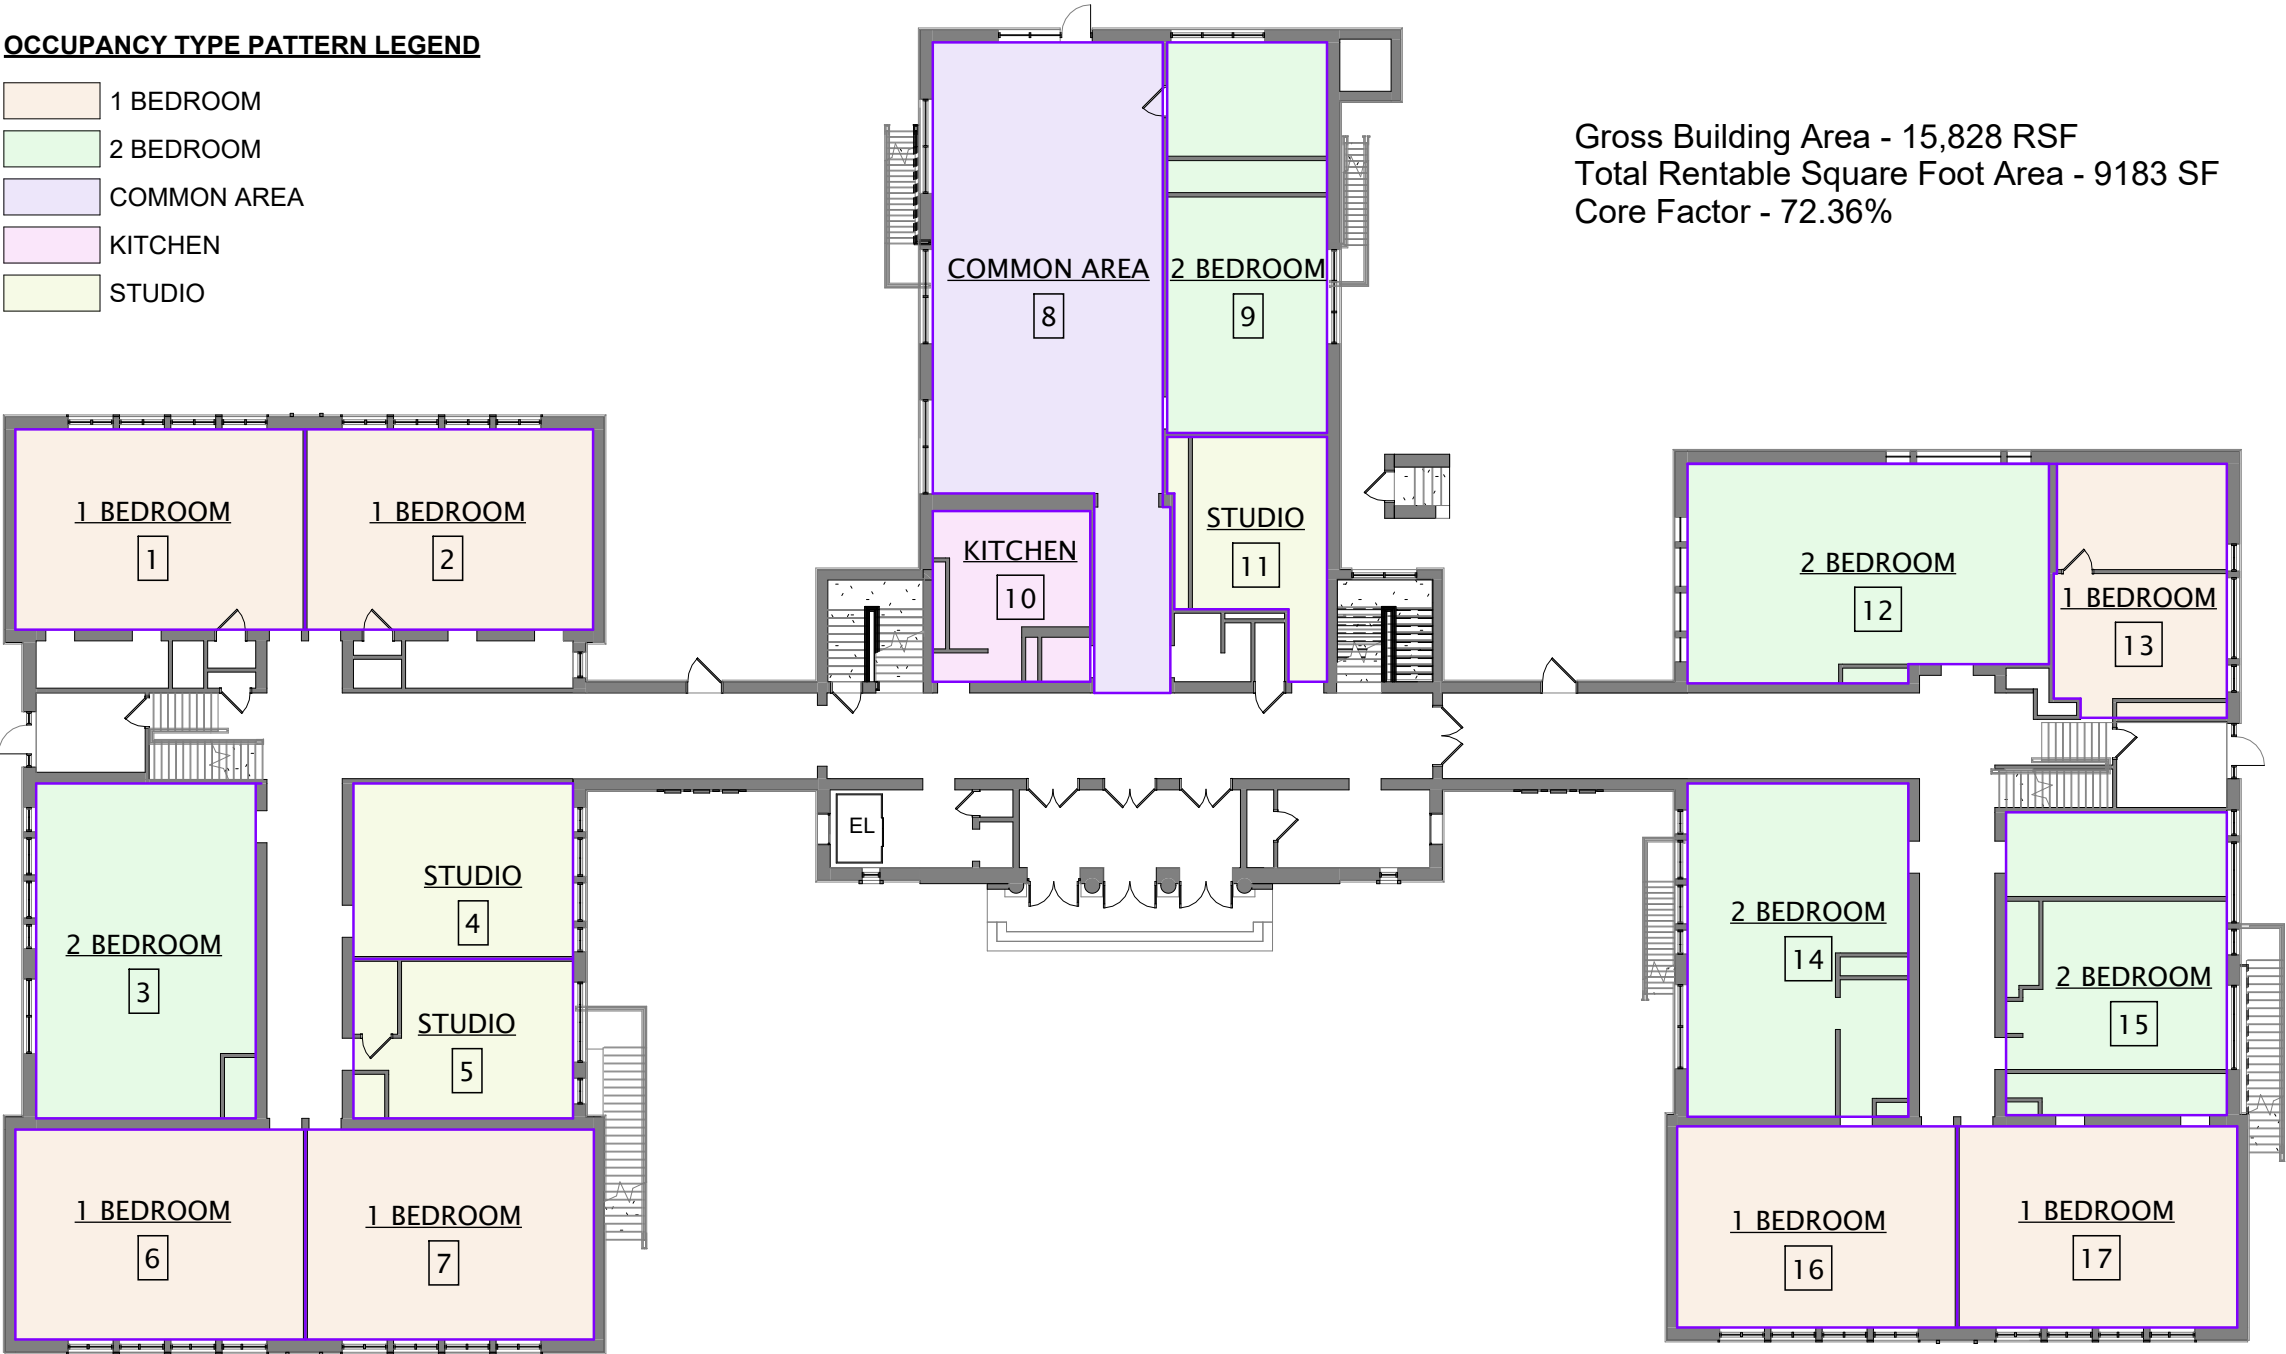 OCCUPANCY TYPE PATTERN LEGEND
1 BEDROOM
2 BEDROOM
COMMON AREA
KITCHEN
STUDIO
Gross Building Area - 15,828 RSF
Total Rentable Square Foot Area - 9183 SF
Core Factor - 72.36%
COMMON AREA
8
2 BEDROOM
9
1 BEDROOM
1
1 BEDROOM
2
KITCHEN
10
STUDIO
11
2 BEDROOM
12
1 BEDROOM
13
EL
2 BEDROOM
3
STUDIO
4
STUDIO
5
1 BEDROOM
6
1 BEDROOM
7
2 BEDROOM
14
2 BEDROOM
15
1 BEDROOM
16
1 BEDROOM
17